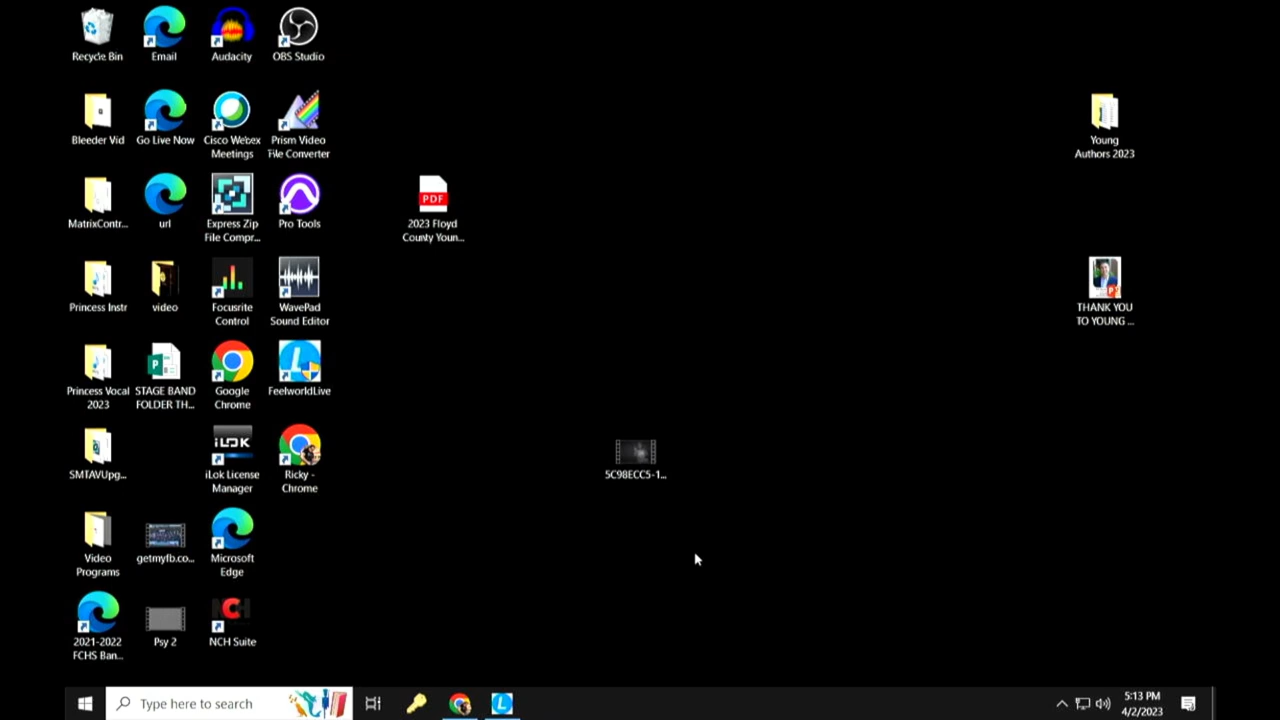 Recycle Bin
Email
Audacity
OBS Studio
Bleeder Vid
Go Live Now
Cisco Webex
Meetings
Prism Video
File Converter
Young
Authors 2023
MatrixContr...
url
Express Zip
File Compr...
Pro Tools
PDF
2023 Floyd
County Youn...
Princess Instr
video
Focusrite
Control
WavePad
Sound Editor
THANK YOU
TO YOUNG ...
Princess Vocal
2023
STAGE BAND
FOLDER TH...
Google
Chrome
FeelworldLive
SMTAVUpg...
iLOK
iLok License
Manager
Ricky -
Chrome
5C98ECC5-1...
Video
Programs
getmyfb.co...
Microsoft
Edge
2021-2022
FCHS Ban...
Psy 2
NCH
NCH Suite
Type here to search
5:13 PM
4/2/2023